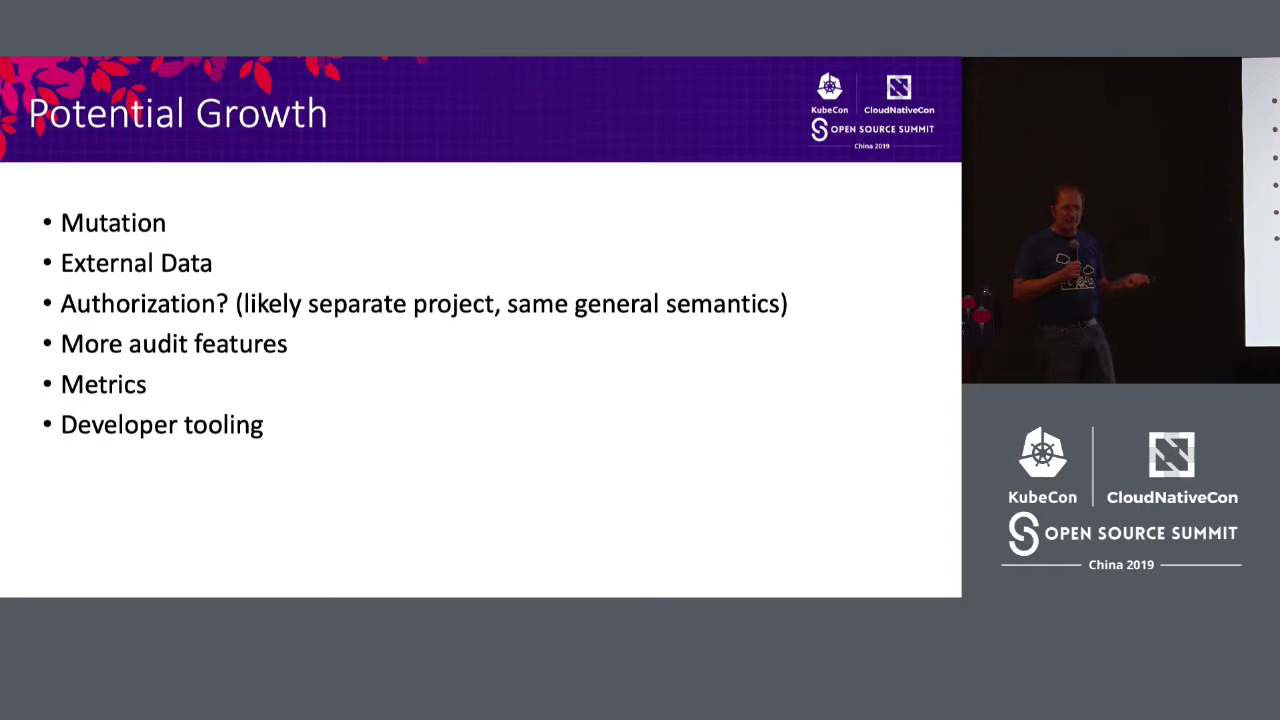 Potential Growth
KubeCon
CloudNativeCon
OPEN SOURCE SUMMIT
China 2019
• Mutation
• External Data
• Authorization? (likely separate project, same general semantics)
• More audit features
• Metrics
• Developer tooling
KubeCon
CloudNativeCon
OPEN SOURCE SUMMIT
China 2019